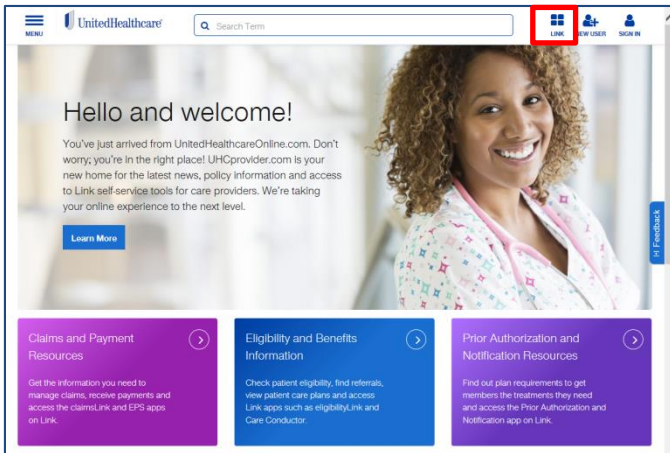 MENU
UnitedHealthcare
Search Term
LINK
NEW USER
SIGN IN
Hello and welcome!
You've just arrived from UnitedHealthcareOnline.com. Don't
worry; you're in the right place! UHCprovider.com is your
new home for the latest news, policy information and access
to Link self-service tools for care providers. We're taking
your online experience to the next level.
Learn More
Feedback
Claims and Payment
Resources
Get the information you need to
manage claims, receive payments and
access the claimsLink and EPS apps
on Link.
Eligibility and Benefits
Information
Check patient eligibility, find referrals,
view patient care plans and access
Link apps such as eligibilityLink and
Care Conductor.
Prior Authorization and
Notification Resources
Find out plan requirements to get
members the treatments they need
and access the Prior Authorization and
Notification app on Link.